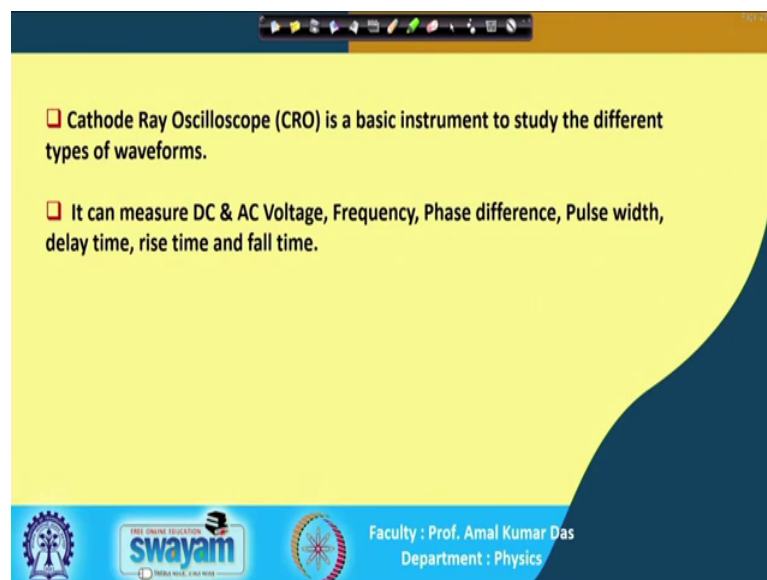 ❑ Cathode Ray Oscilloscope (CRO) is a basic instrument to study the different
types of waveforms.
❑ It can measure DC & AC Voltage, Frequency, Phase difference, Pulse width,
delay time, rise time and fall time.
FREE ONLINE EDUCATION
swayam
Faculty : Prof. Amal Kumar Das
Department : Physics